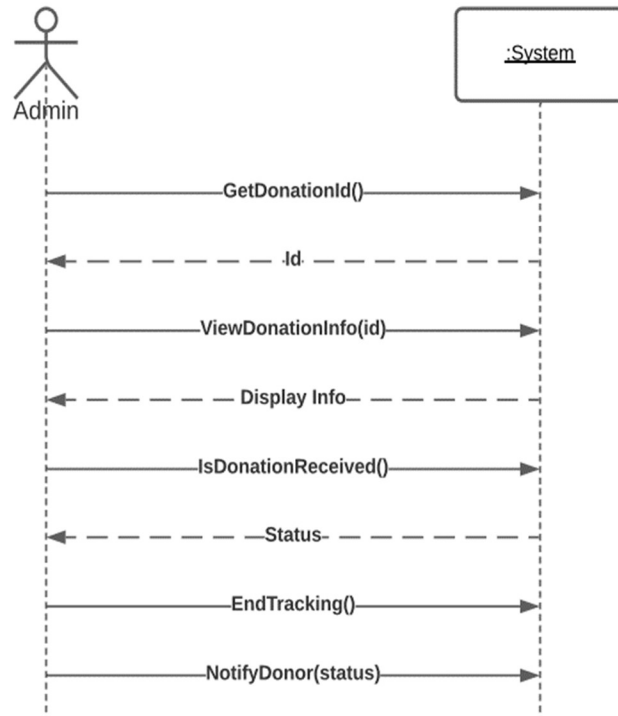 :System
Admin
GetDonationId()
Id
ViewDonationInfo(id)
Display Info
IsDonationReceived()
Status
EndTracking()
NotifyDonor(status)